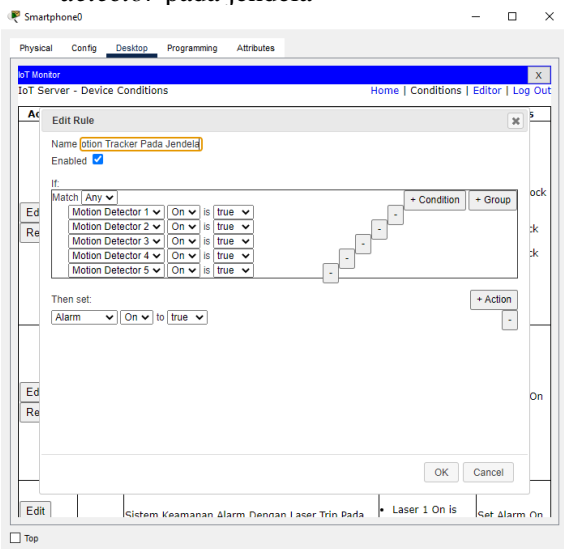 detector pada jendela
Smartphone0
Physical Config Desktop Programming Attributes
IoT Monitor X
IoT Server - Device Conditions Home | Conditions | Editor | Log Out
Edit Rule
Name otion Tracker Pada Jendela
Enabled
If:
Match Any + Condition + Group
Motion Detector 1 On is true -
Motion Detector 2 On is true -
Motion Detector 3 On is true -
Motion Detector 4 On is true -
Motion Detector 5 On is true -
Then set: + Action
Alarm On to true -
OK Cancel
Edit Sistem Keamanan Alarm Dengan Laser Trip Pada • Laser 1 On is Set Alarm On
Top